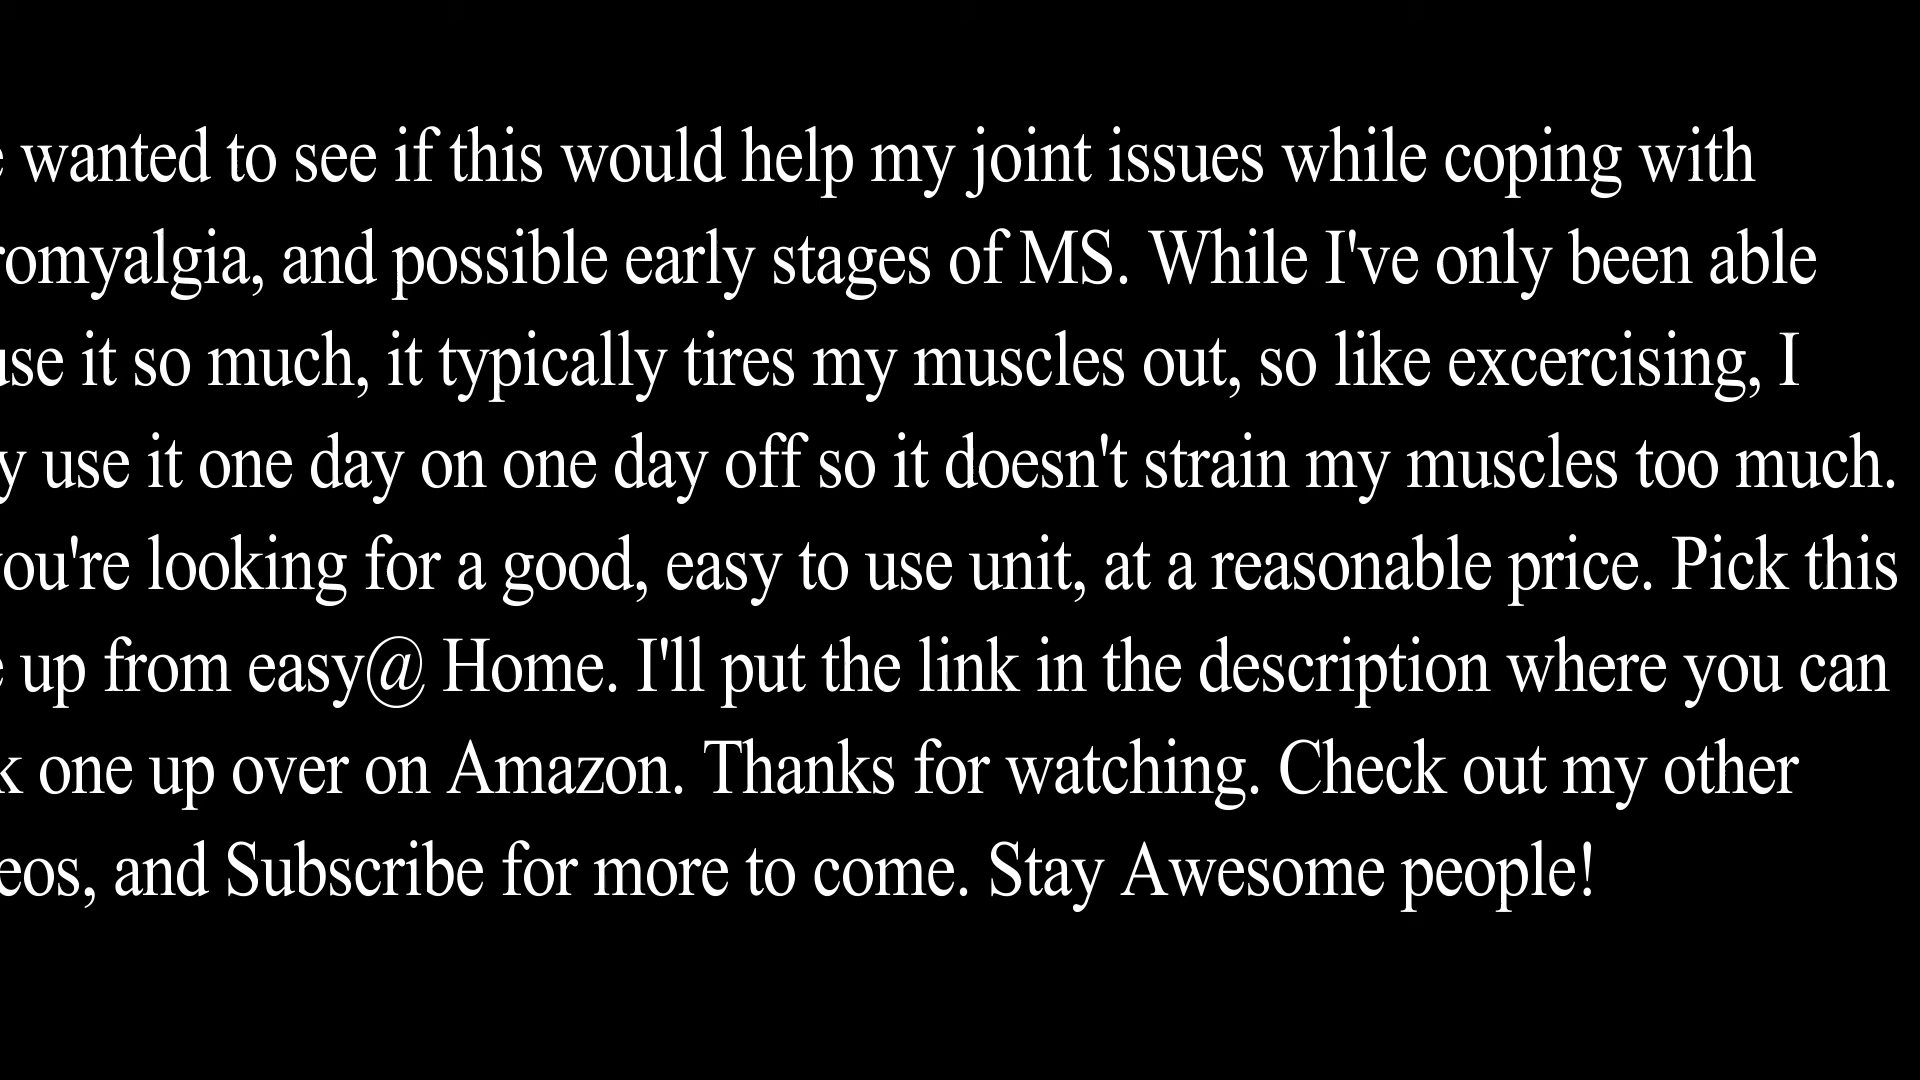 wanted to see if this would help my joint issues while coping with
romyalgia, and possible early stages of MS. While I've only been able
use it so much, it typically tires my muscles out, so like excercising, I
y use it one day on one day off so it doesn't strain my muscles too much.
you're looking for a good, easy to use unit, at a reasonable price. Pick this
up from easy@ Home. I'll put the link in the description where you can
k one up over on Amazon. Thanks for watching. Check out my other
eos, and Subscribe for more to come. Stay Awesome people!